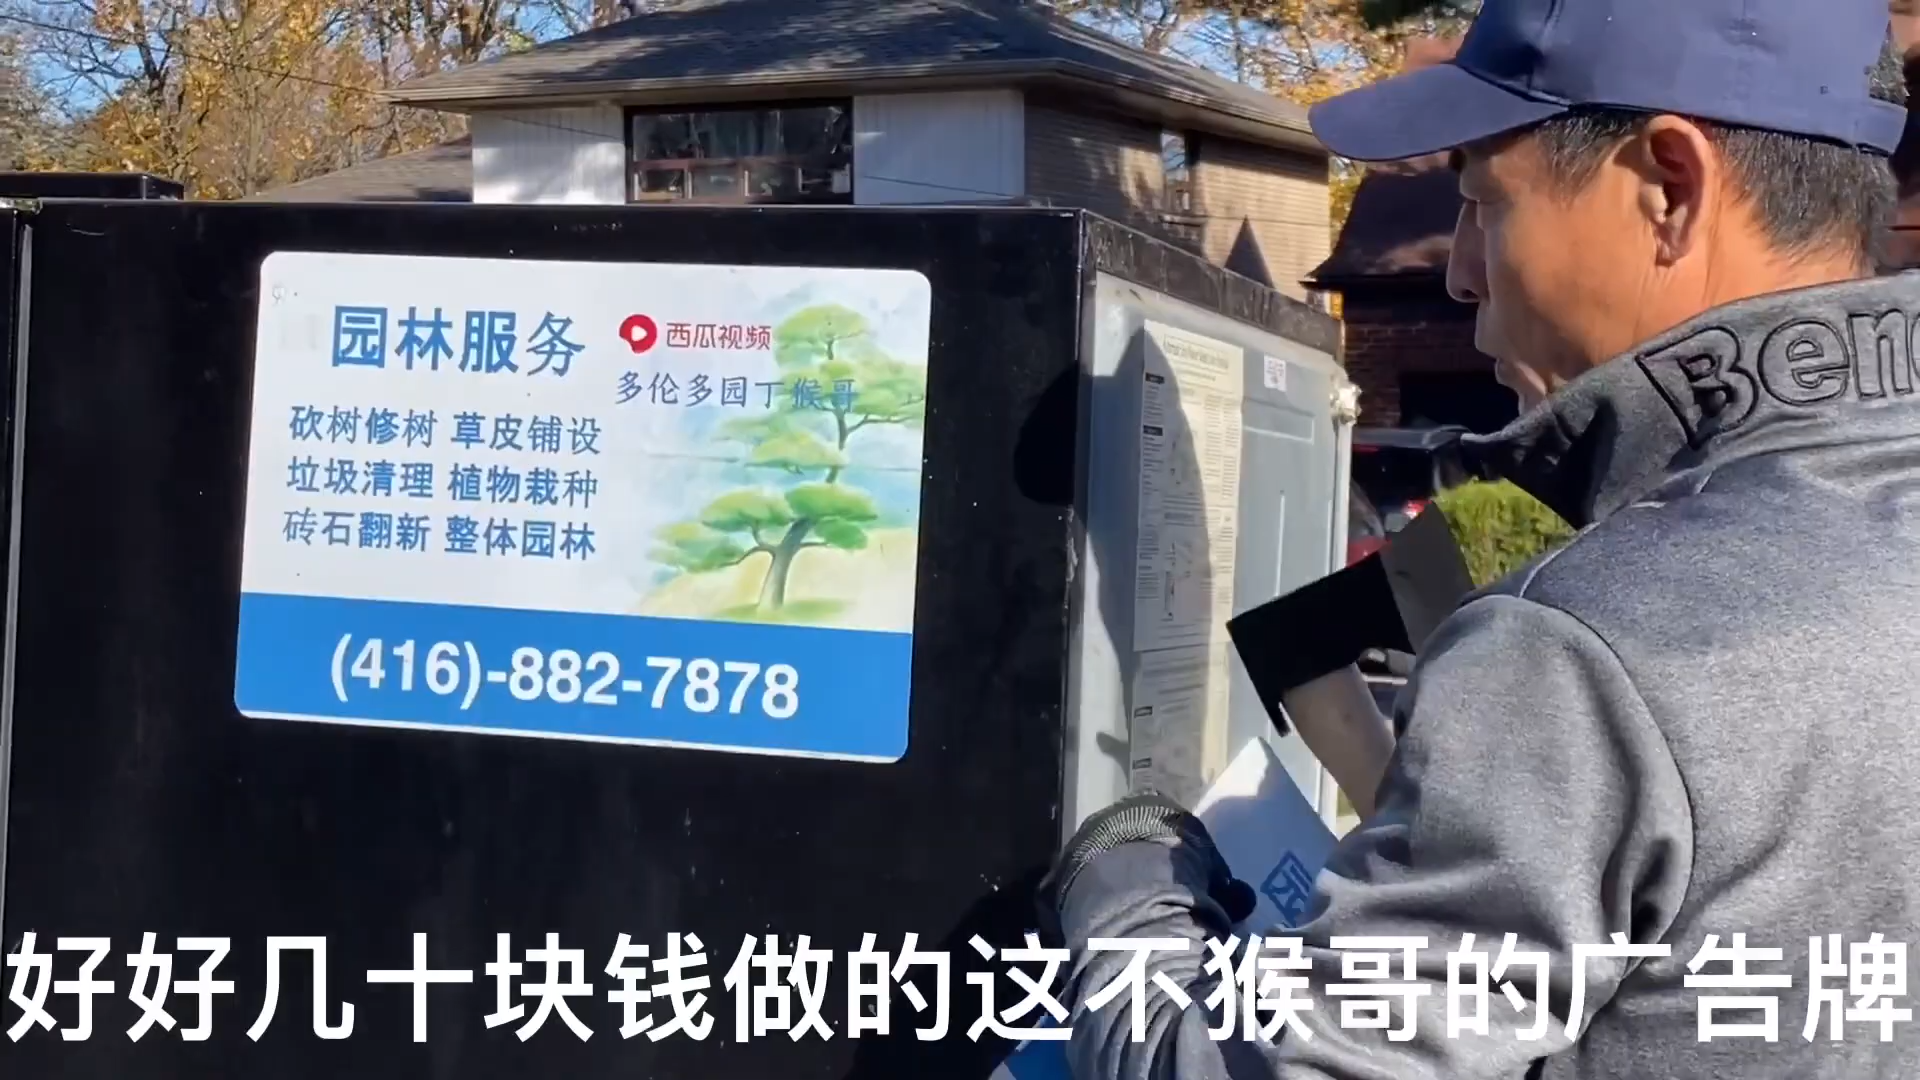 园林服务
西瓜视频
多伦多园丁猴哥
砍树修树 草皮铺设
垃圾清理 植物栽种
砖石翻新 整体园林
(416)-882-7878
Benc
园
好好几十块钱做的这不猴哥的广告牌